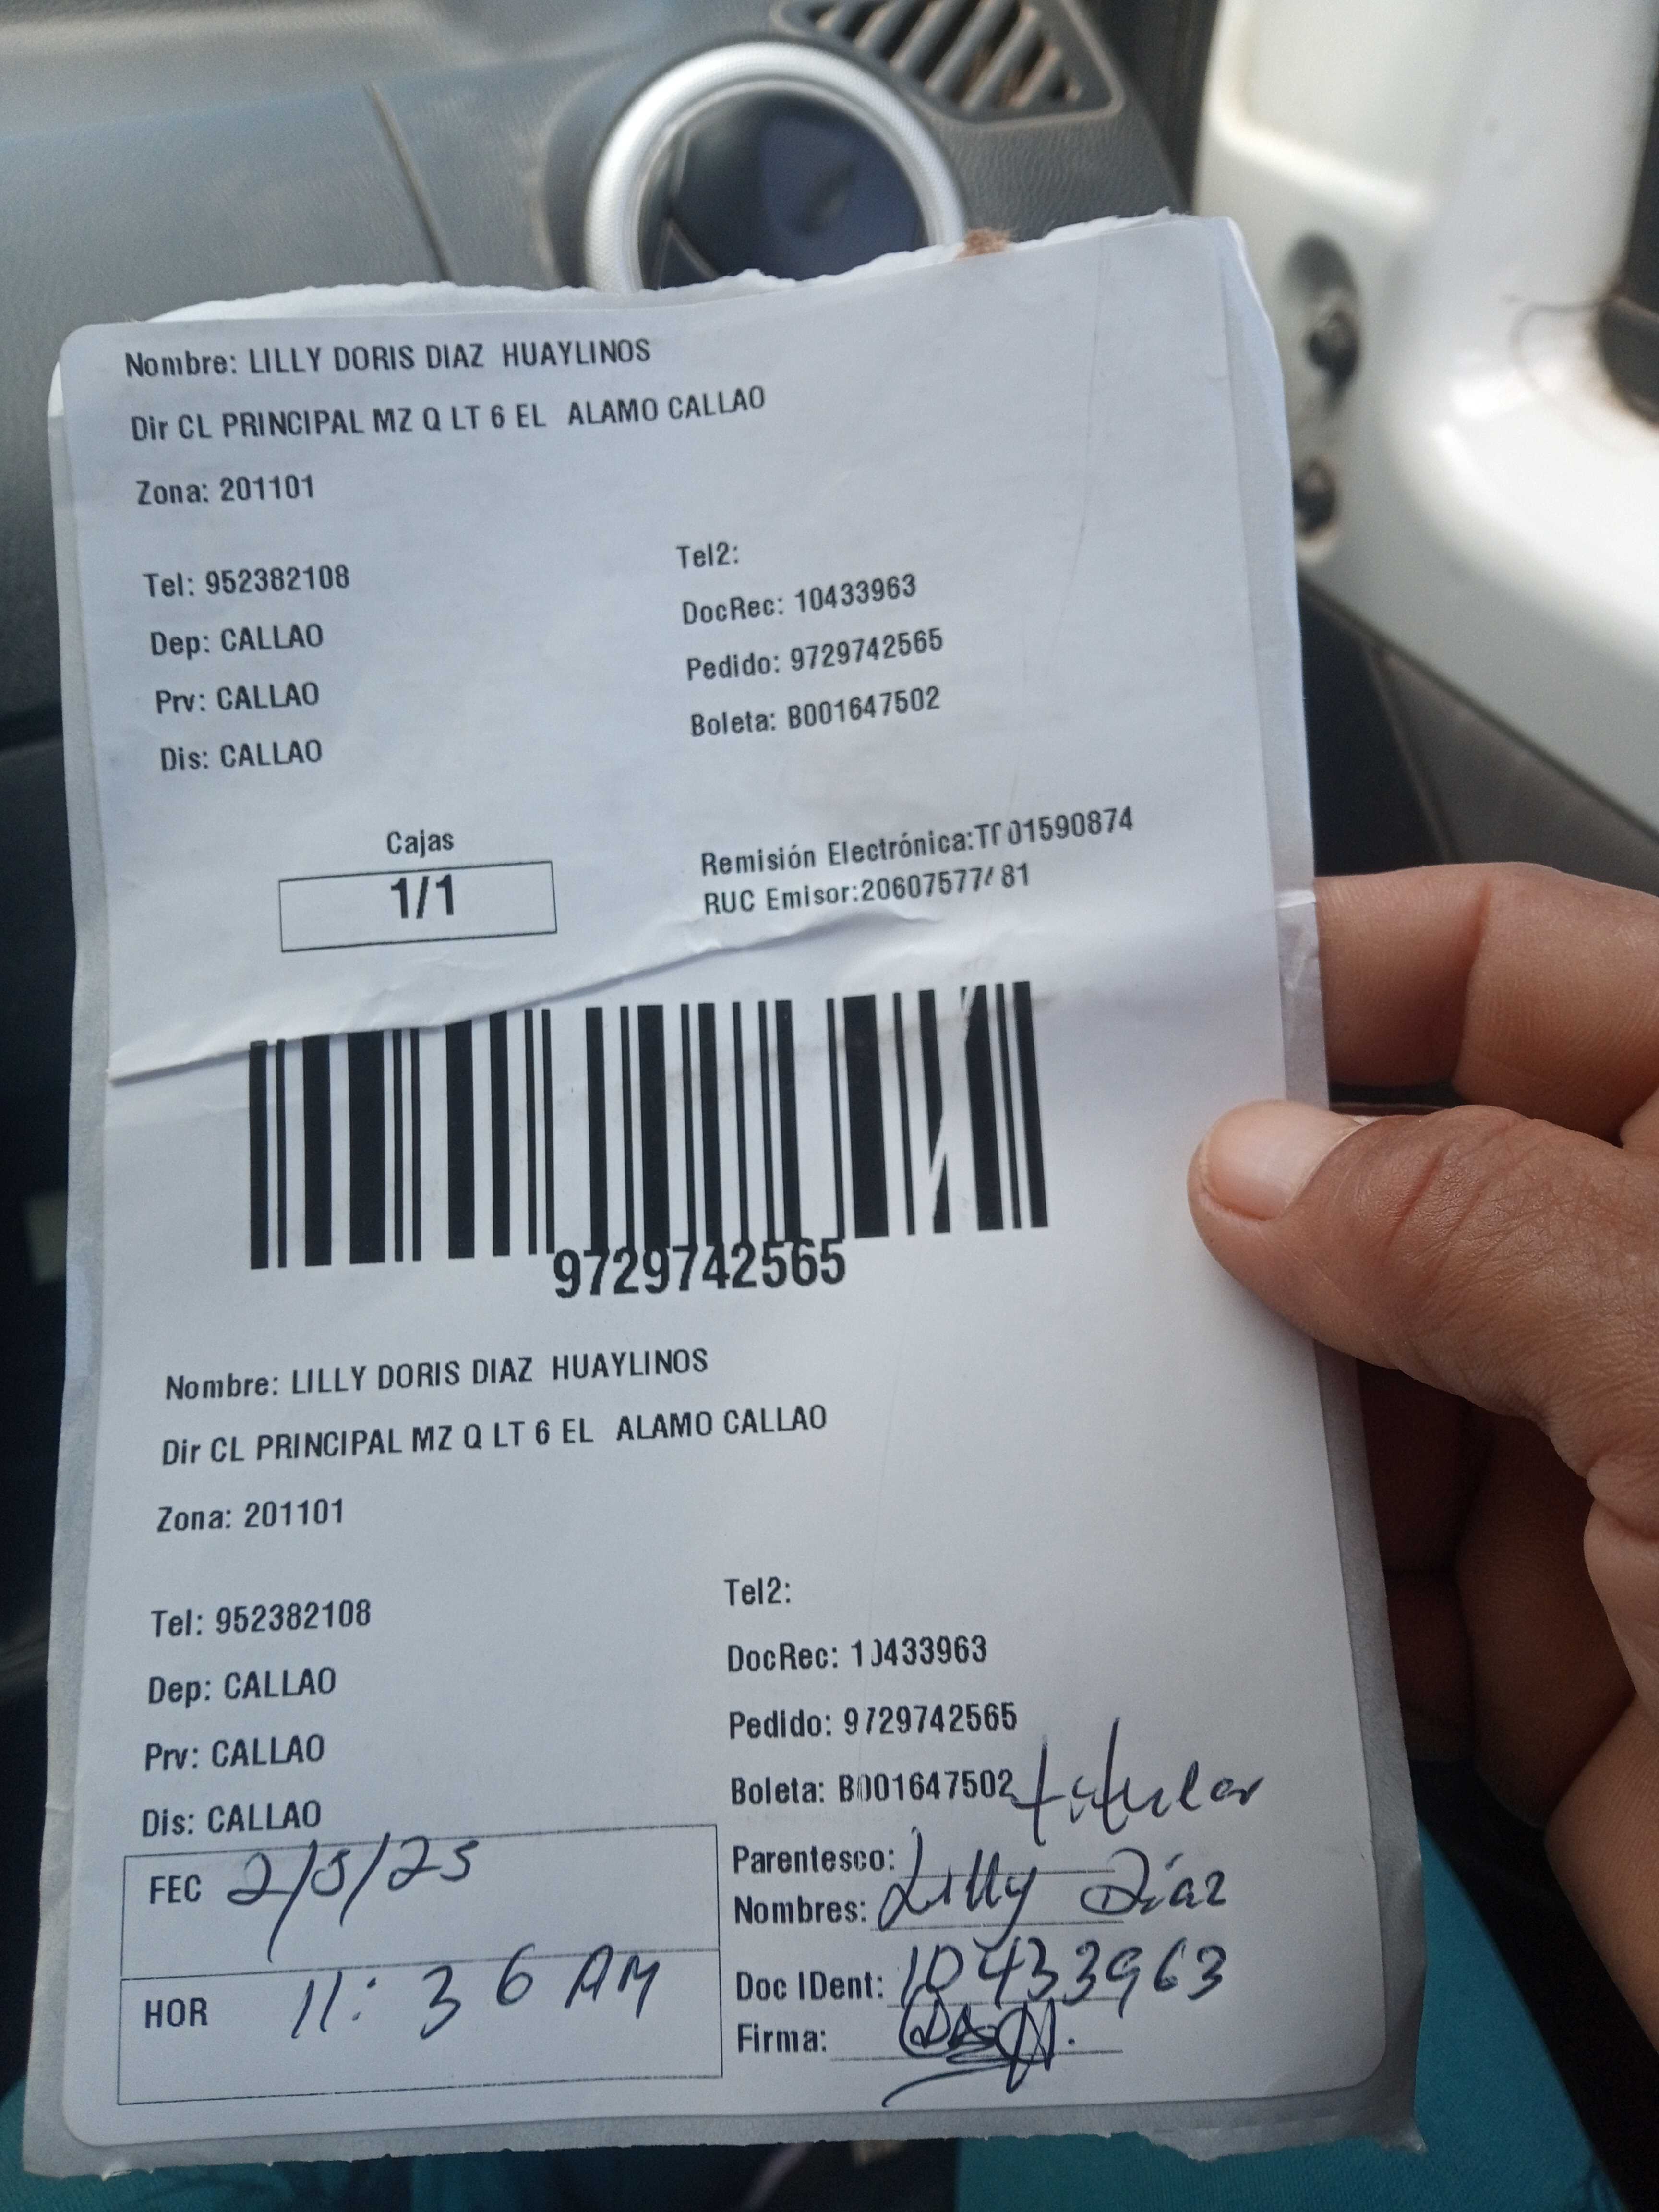 Nombre: LILLY DORIS DIAZ HUAYLINOS
Dir CL PRINCIPAL MZ Q LT 6 EL ALAMO CALLAO
Zona: 201101
Tel: 952382108
Dep: CALLAO
Prv: CALLAO
Dis: CALLAO
Tel2:
DocRec: 10433963
Pedido: 9729742565
Boleta: B001647502
Cajas
1/1
Remisión Electrónica:
RUC Emisor:
9729742565
Nombre: LILLY DORIS DIAZ HUAYLINOS
Dir CL PRINCIPAL MZ Q LT 6 EL ALAMO CALLAO
Zona: 201101
Tel: 952382108
Dep: CALLAO
Prv: CALLAO
Dis: CALLAO
Tel2:
DocRec: 10433963
Pedido: 9729742565
Boleta: B001647502
Parentesco: titular
Nombres: Lilly Díaz
Doc IDent: 10433963
Firma:
FEC 2/5/25
HOR 11:36 AM